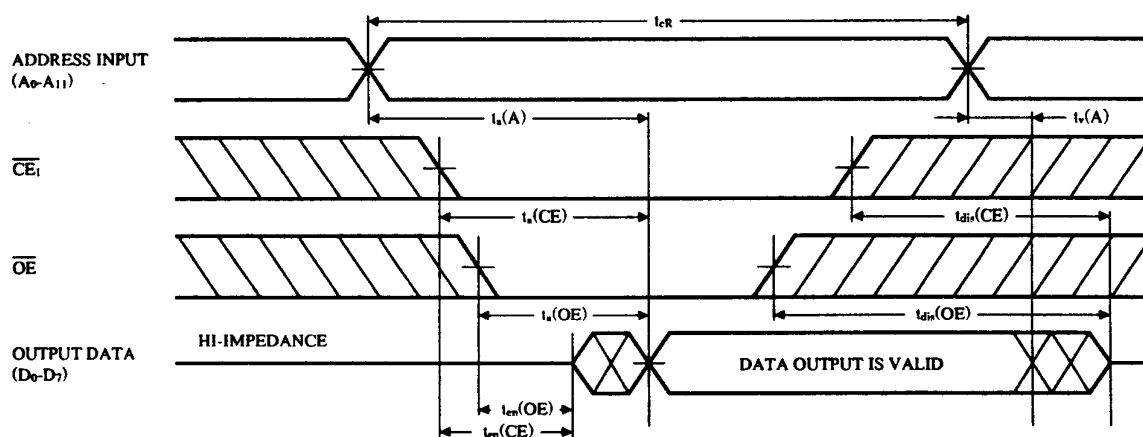 tcR
ADDRESS INPUT
(A0-A11)
ta(A)
tv(A)
CE1
ta(CE)
tdis(CE)
OE
ta(OE)
tdis(OE)
HI-IMPEDANCE
OUTPUT DATA
(D0-D7)
DATA OUTPUT IS VALID
ten(OE)
ten(CE)